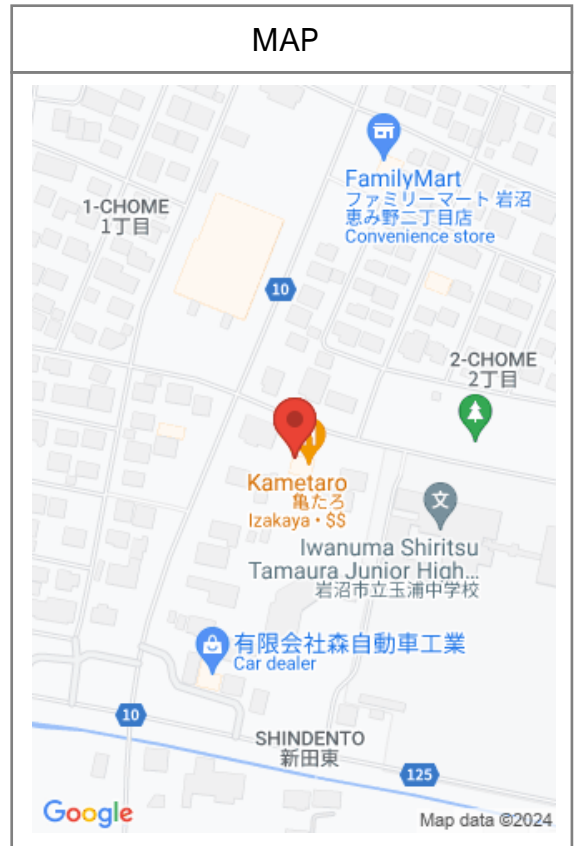 MAP
FamilyMart
ファミリーマート 岩沼
恵み野二丁目店
Convenience store
1-CHOME
1丁目
10
2-CHOME
2丁目
Kametaro
亀たろ
Izakaya • $$
文
Iwanuma Shiritsu
Tamaura Junior High...
岩沼市立玉浦中学校
有限会社森自動車工業
Car dealer
10
SHINDENTO
新田東
125
Google
Map data ©2024